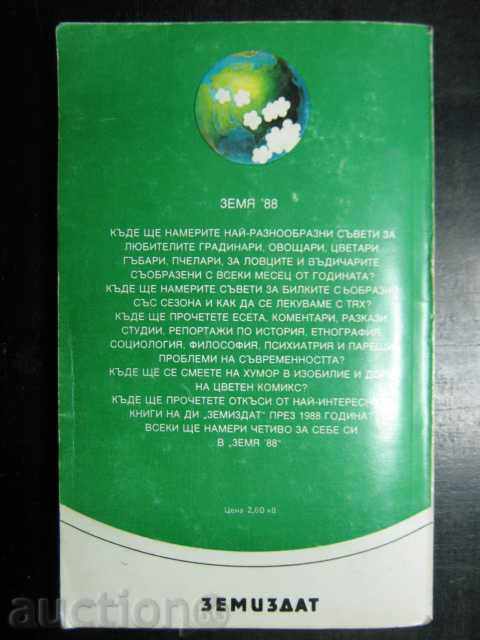 ЗЕМЯ '88
КЪДЕ ЩЕ НАМЕРИТЕ НАЙ-РАЗНООБРАЗНИ СЪВЕТИ ЗА
ЛЮБИТЕЛИТЕ ГРАДИНАРИ, ОВОЩАРИ, ЦВЕТАРИ,
ГЪБАРИ, ПЧЕЛАРИ, ЗА ЛОВЦИТЕ И ВЪДИЧАРИТЕ
СЪОБРАЗЕНИ С ВСЕКИ МЕСЕЦ ОТ ГОДИНАТА?
КЪДЕ ЩЕ НАМЕРИТЕ СЪВЕТИ ЗА БИЛКИТЕ СЪОБРАЗНО
СЪС СЕЗОНА И КАК ДА СЕ ЛЕКУВАМЕ С ТЯХ?
КЪДЕ ЩЕ ПРОЧЕТЕТЕ ЕСЕТА, КОМЕНТАРИ, РАЗКАЗИ,
СТУДИИ, РЕПОРТАЖИ ПО ИСТОРИЯ, ЕТНОГРАФИЯ,
СОЦИОЛОГИЯ, ФИЛОСОФИЯ, ПСИХИАТРИЯ И ПАРЕЩИ
ПРОБЛЕМИ НА СЪВРЕМЕННОСТТА?
КЪДЕ ЩЕ СЕ СМЕЕТЕ НА ХУМОР В ИЗОБИЛИЕ И ДОРИ
НА ЦВЕТЕН КОМИКС?
КЪДЕ ЩЕ ПРОЧЕТЕТЕ ОТКЪСИ ОТ НАЙ-ИНТЕРЕСНИТЕ
КНИГИ НА ДИ „ЗЕМИЗДАТ" ПРЕЗ 1988 ГОДИНА?
ВСЕКИ ЩЕ НАМЕРИ ЧЕТИВО ЗА СЕБЕ СИ
В „ЗЕМЯ '88"
Цена 2,60 лв
ЗЕМИЗДАТ
auction